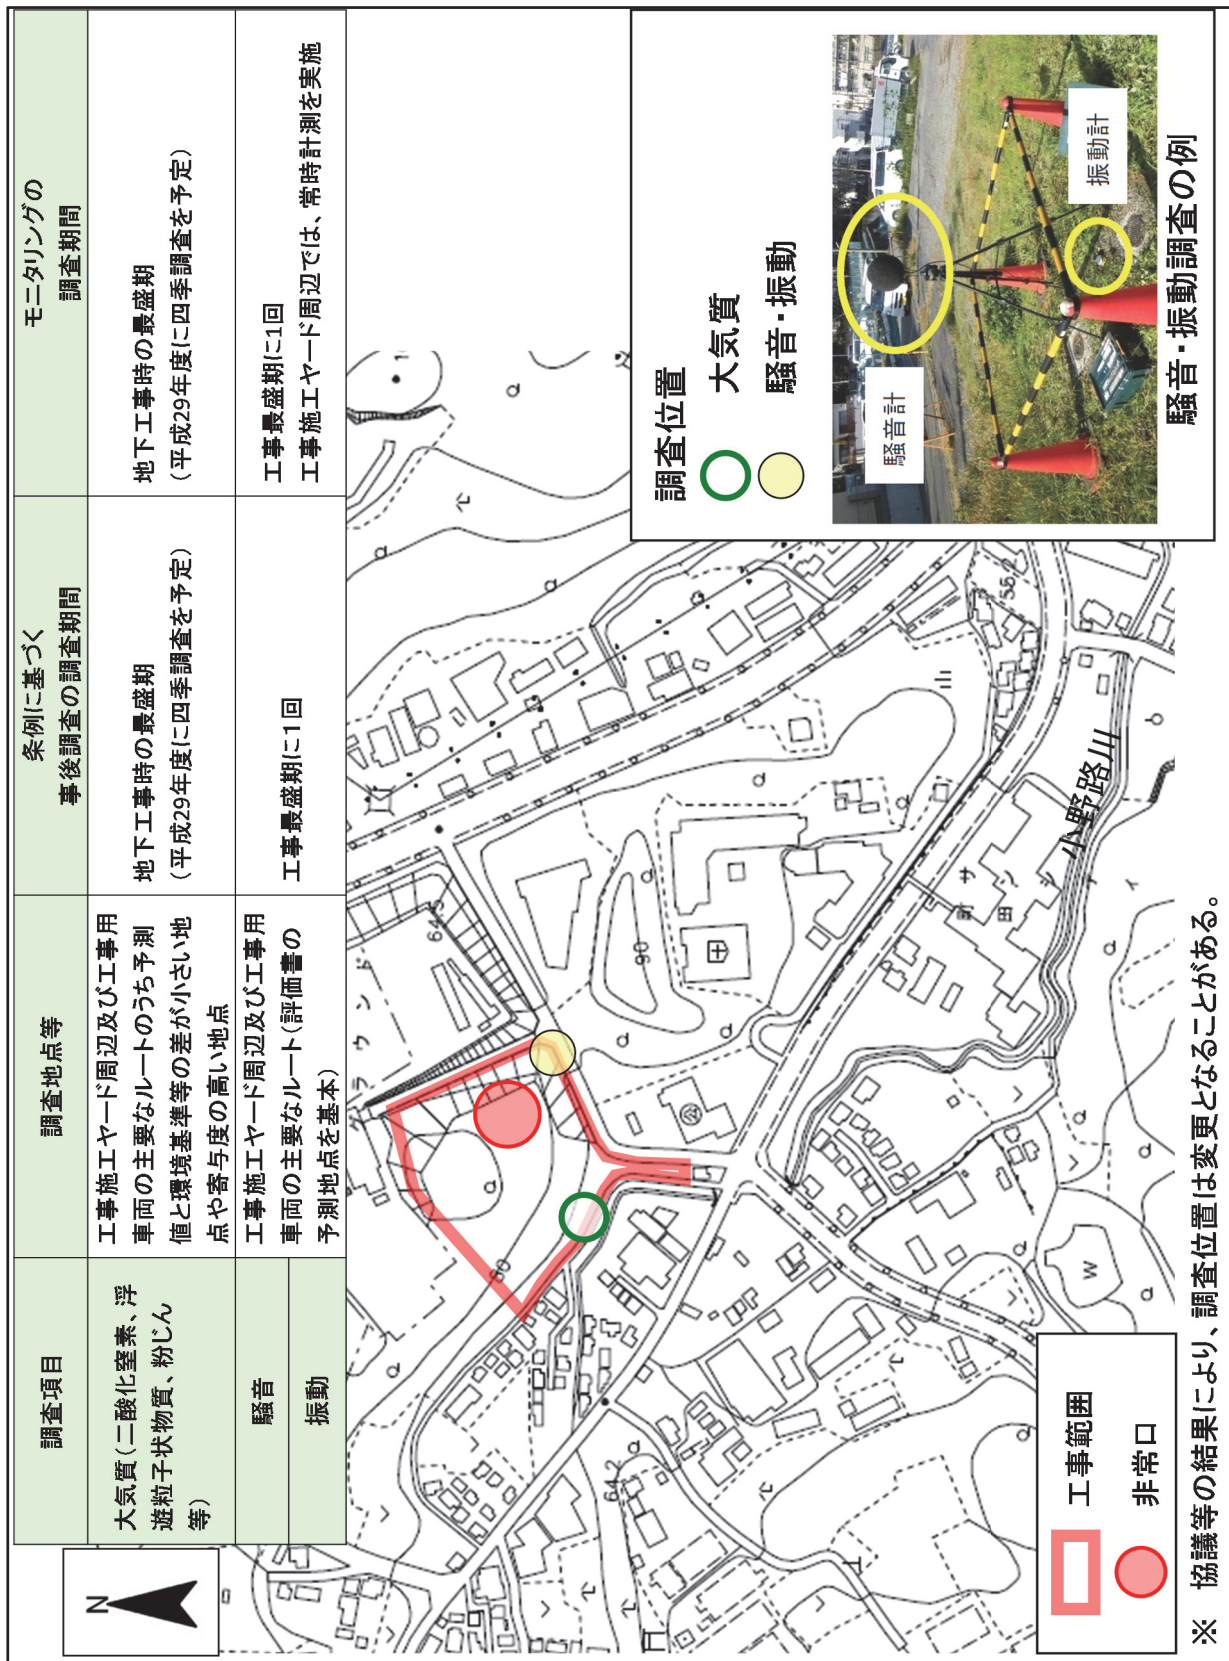 調査項目
調査地点等
条例に基づく
事後調査の調査期間
モニタリングの
調査期間
大気質(二酸化窒素、浮
遊粒子状物質、粉じん
等)
工事施工ヤード周辺及び工事用
車両の主要なルートのうち予測
値と環境基準等の差が小さい地
点や寄与度の高い地点
地下工事時の最盛期
(平成29年度に四季調査を予定)
地下工事時の最盛期
(平成29年度に四季調査を予定)
騒音
振動
工事施工ヤード周辺及び工事用
車両の主要なルート(評価書の
予測地点を基本)
工事最盛期に1回
工事最盛期に1回
工事施工ヤード周辺では、常時計測を実施
N
調査位置
大気質
騒音・振動
騒音計
振動計
騒音・振動調査の例
90
64.2
小野路川
工事範囲
非常口
※ 協議等の結果により、調査位置は変更となることがある。